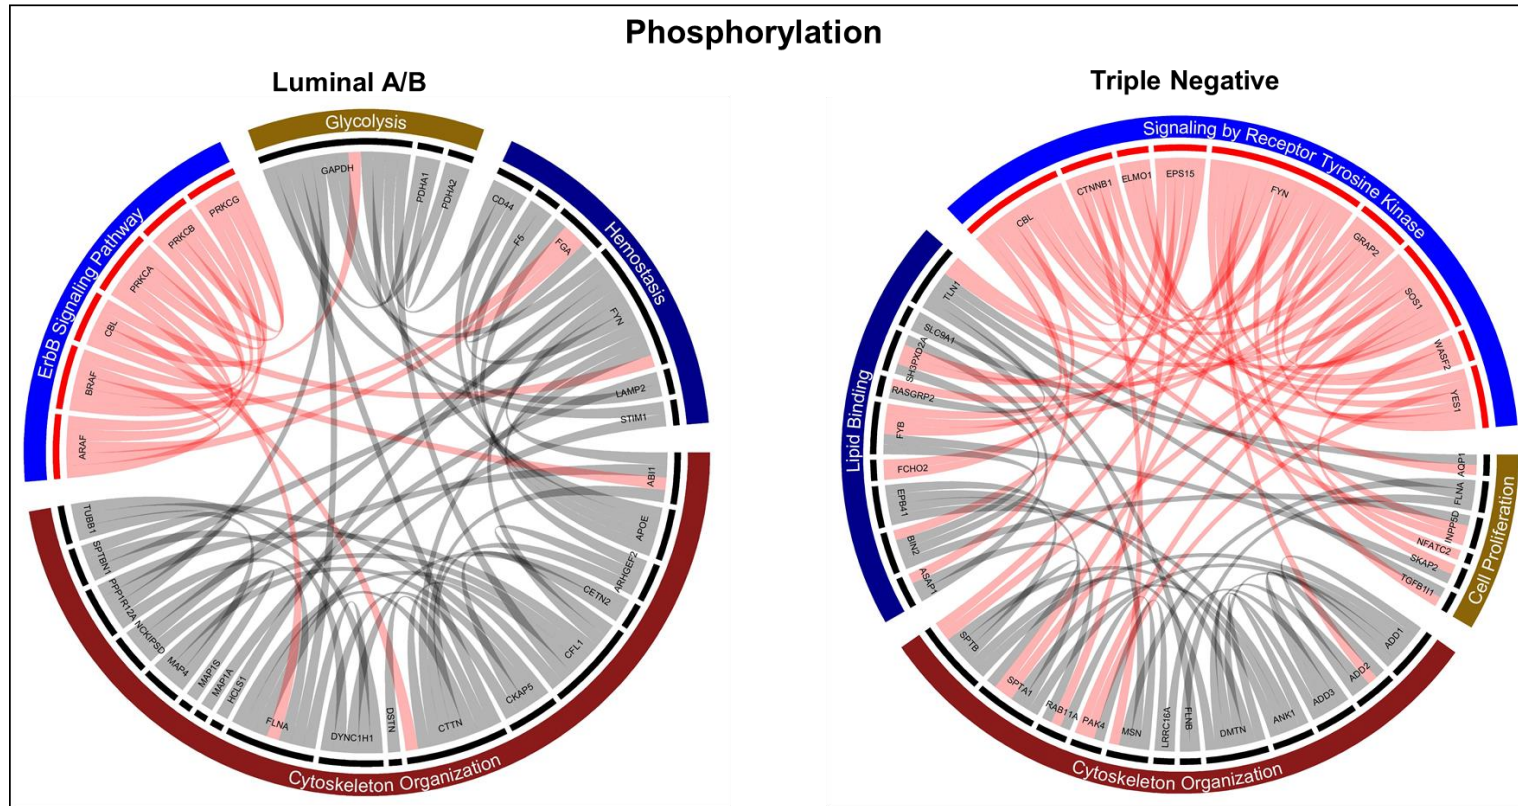 Phosphorylation
Luminal A/B
Glycolysis
GAPDH
PDHA1
PDHA2
Hemostasis
CD44
F5
FGA
FYN
LAMP2
STIM1
Cytoskeleton Organization
ABI1
APOE
ARHGEF2
CETN2
CFL1
CKAP5
CTTN
DSTN
DYNC1H1
FLNA
HCLS1
MAP1A
MAP1S
MAP4
NCKIPSD
PPP1R12A
SPTBN1
TUBB1
ErbB Signaling Pathway
ARAF
BRAF
CBL
PRKCA
PRKCB
PRKCG
Triple Negative
Signaling by Receptor Tyrosine Kinase
CBL
CTNNB1
ELMO1
EPS15
FYN
GRAP2
SOS1
WASF2
YES1
Cell Proliferation
AQP1
FLNA
INPP5D
NFATC2
SKAP2
TGFB1I1
Cytoskeleton Organization
ADD1
ADD2
ADD3
ANK1
DMTN
FLNB
LRRC16A
MSN
PAK4
RAB11A
SPTA1
SPTB
Lipid Binding
ASAP1
BIN2
EPB41
FCHO2
FYB
RASGRP2
SH3PXD2A
SLC9A1
TLN1